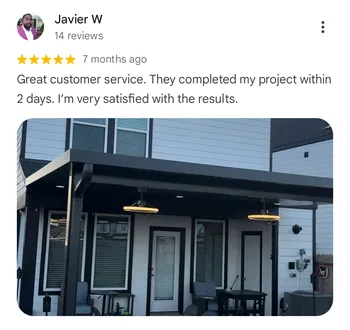 Javier W
14 reviews
7 months ago
Great customer service. They completed my project within
2 days. I’m very satisfied with the results.